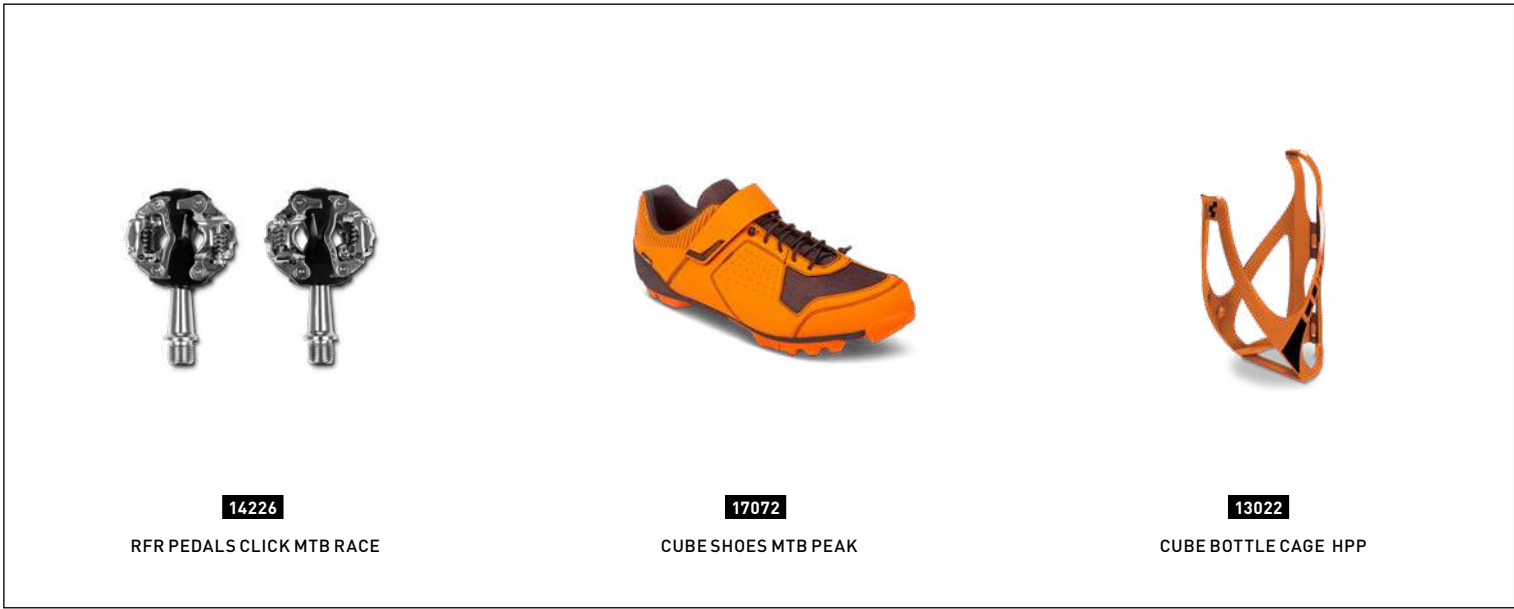 14226
RFR PEDALS CLICK MTB RACE
17072
CUBE SHOES MTB PEAK
13022
CUBE BOTTLE CAGE HPP